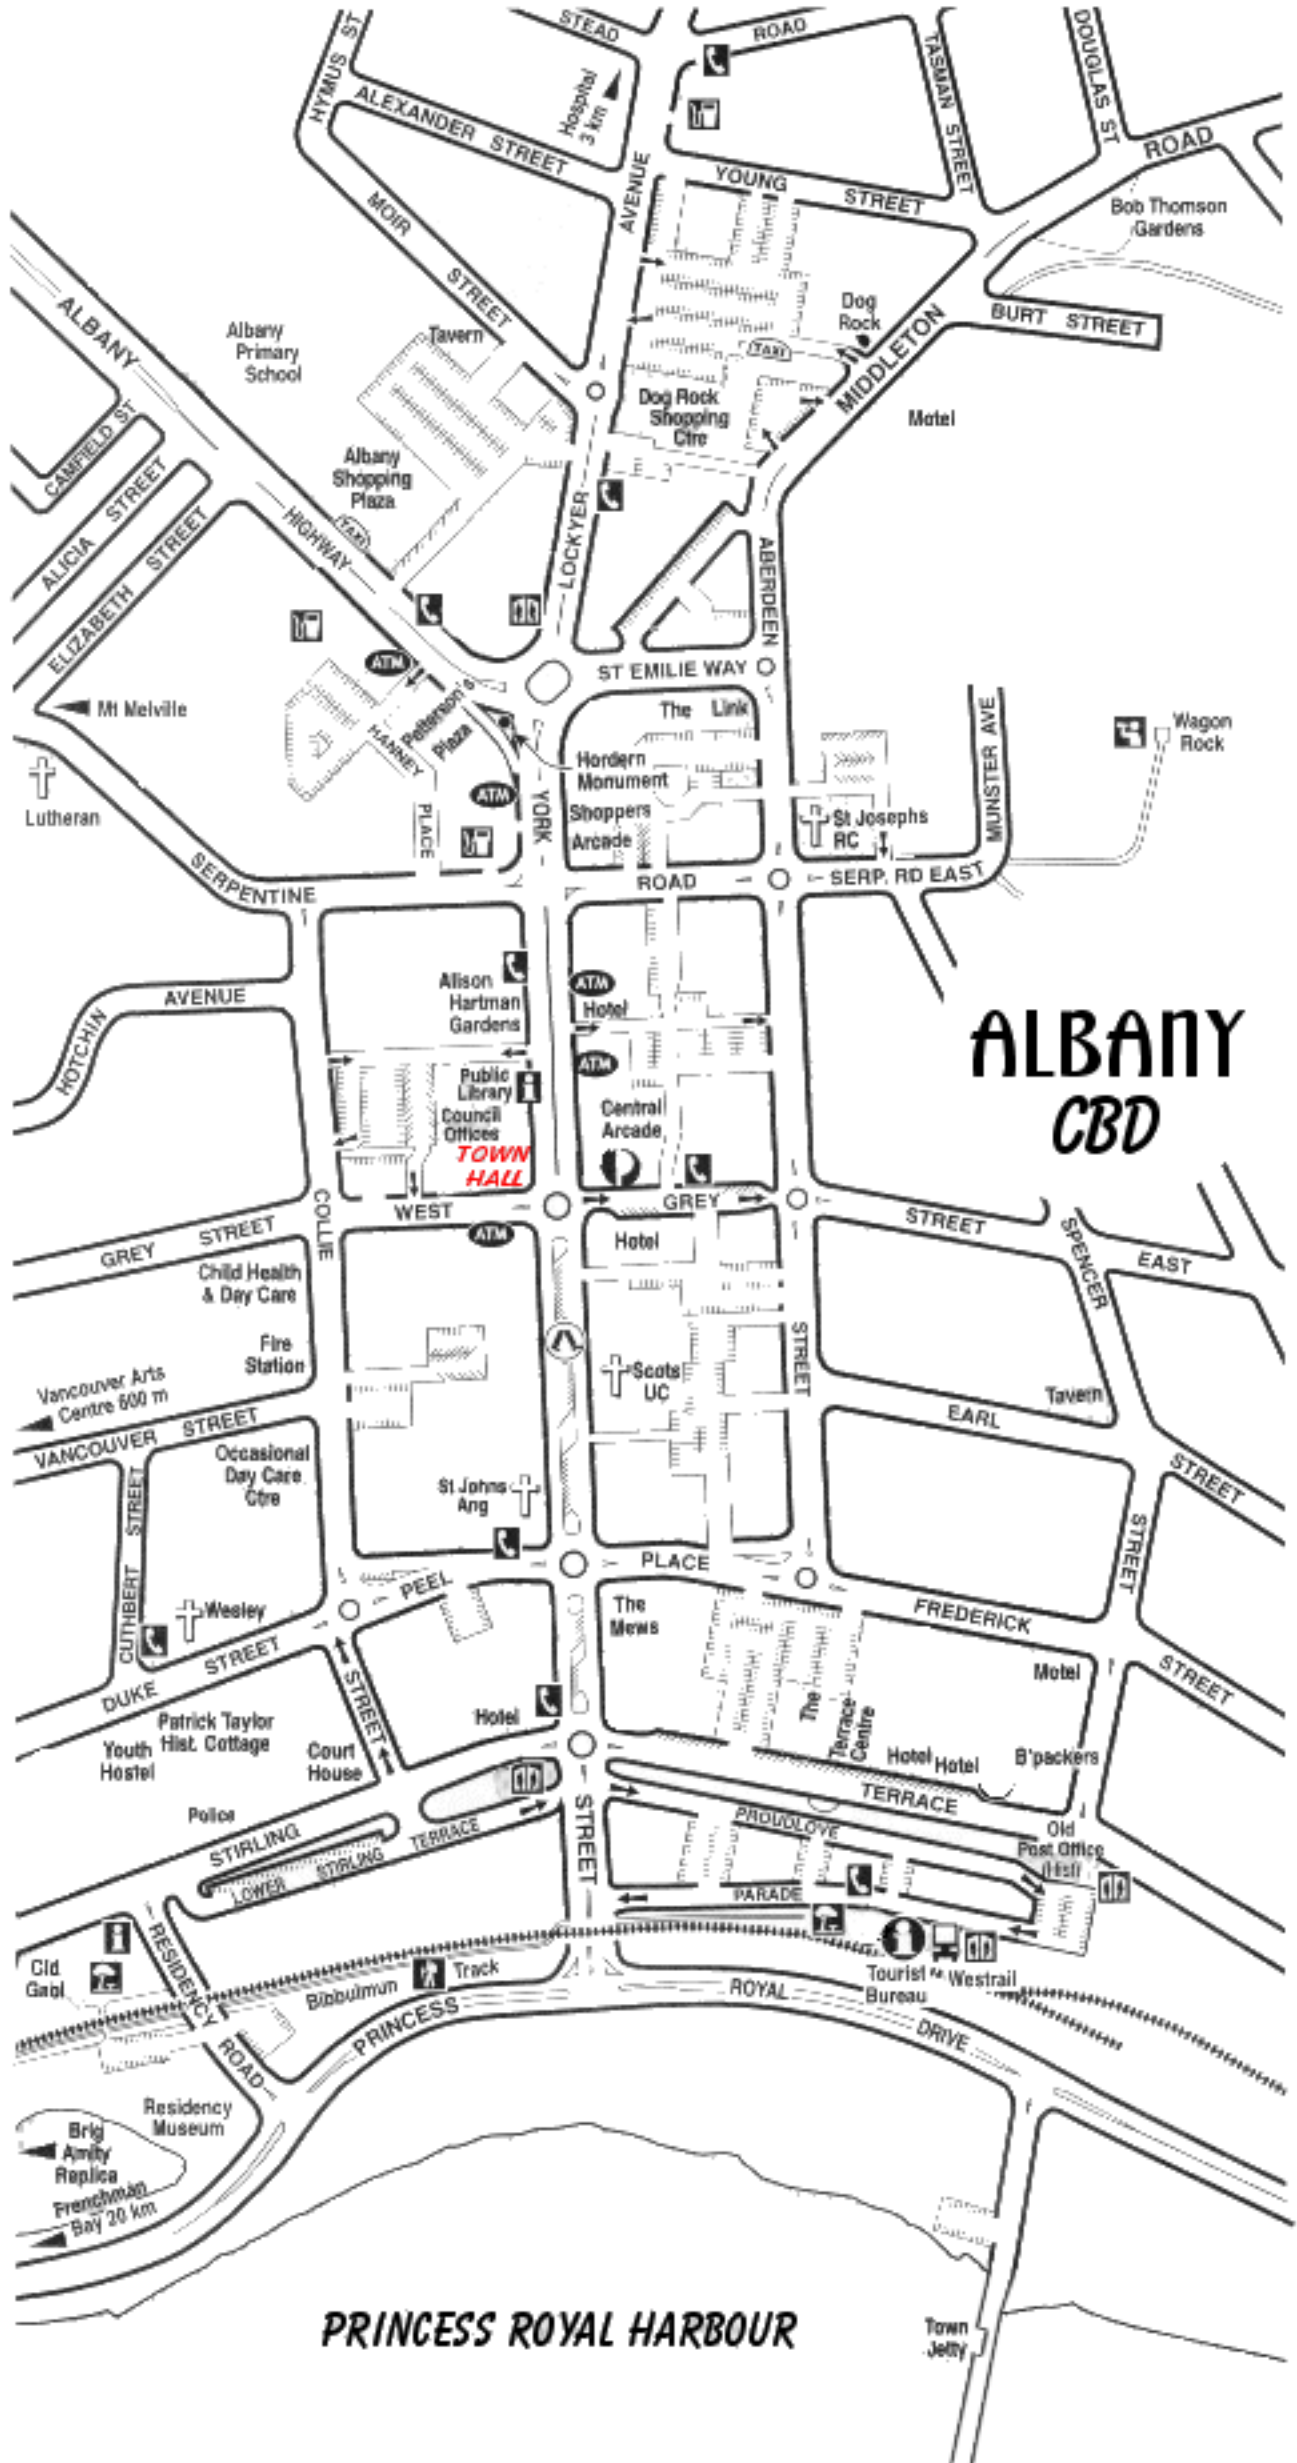 STEAD
ROAD
HYMUS ST
TASMAN STREET
DOUGLAS ST
Hospital
3 km
ALEXANDER STREET
ROAD
AVENUE
YOUNG STREET
MOIR STREET
Bob Thomson
Gardens
ALBANY
Albany
Primary
School
Tavern
Dog
Rock
MIDDLETON
BURT STREET
TAXI
Dog Rock
Shopping
Ctre
Motel
CAMFIELD ST
ALICIA STREET
ELIZABETH STREET
Albany
Shopping
Plaza
TAXI
HIGHWAY
LOCKYER
ABERDEEN
ATM
ST EMILIE WAY
Mt Melville
Petterson's
Plaza
HANNEY
PLACE
The Link
Hordern
Monument
MUNSTER AVE
Wagon
Rock
Lutheran
ATM
YORK
Shoppers
Arcade
St Josephs
RC
SERPENTINE
ROAD
SERP. RD EAST
Allison
Hartman
Gardens
ATM
Hotel
HOTCHIN
AVENUE
ALBANY
CBD
ATM
Public
Library
Council
Offices
TOWN
HALL
Central
Arcade
COLLIE
WEST
GREY
STREET
EAST
SPENCER
GREY STREET
ATM
Hotel
Child Health
& Day Care
Fire
Station
STREET
Scots
UC
Vancouver Arts
Centre 600 m
VANCOUVER STREET
Tavern
EARL
STREET
Occasional
Day Care
Ctre
St Johns
Ang
CUTHBERT STREET
STREET
PLACE
PEEL
Wesley
The
Mews
FREDERICK
STREET
DUKE STREET
STREET
Motel
Patrick Taylor
Hist. Cottage
Youth
Hostel
Court
House
Hotel
The
Terrace
Centre
Hotel
Hotel
B'packers
Police
STIRLING
TERRACE
LOWER STIRLING
TERRACE
STREET
PROUDLOVE
PARADE
Old
Post Office
(Hist)
RESIDENCY
ROAD
Old
Gaol
Bibbulmun
Track
Tourist
Bureau
Westrail
PRINCESS
ROYAL
DRIVE
Residency
Museum
Brig
Amity
Replica
Frenchman
Bay 20 km
PRINCESS ROYAL HARBOUR
Town
Jetty